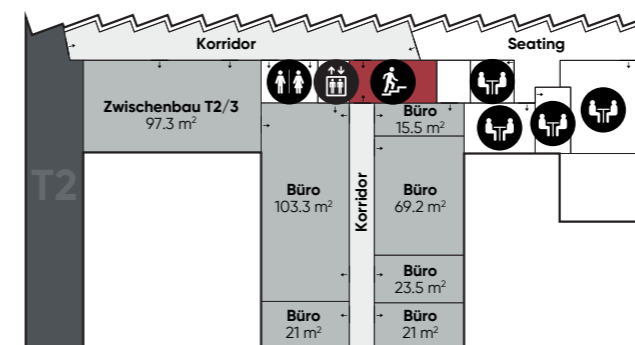 Korridor
Seating
Zwischenbau T2/3
97.3 m²
T2
Büro
15.5 m²
Büro
103.3 m²
Korridor
Büro
69.2 m²
Büro
23.5 m²
Büro
21 m²
Büro
21 m²